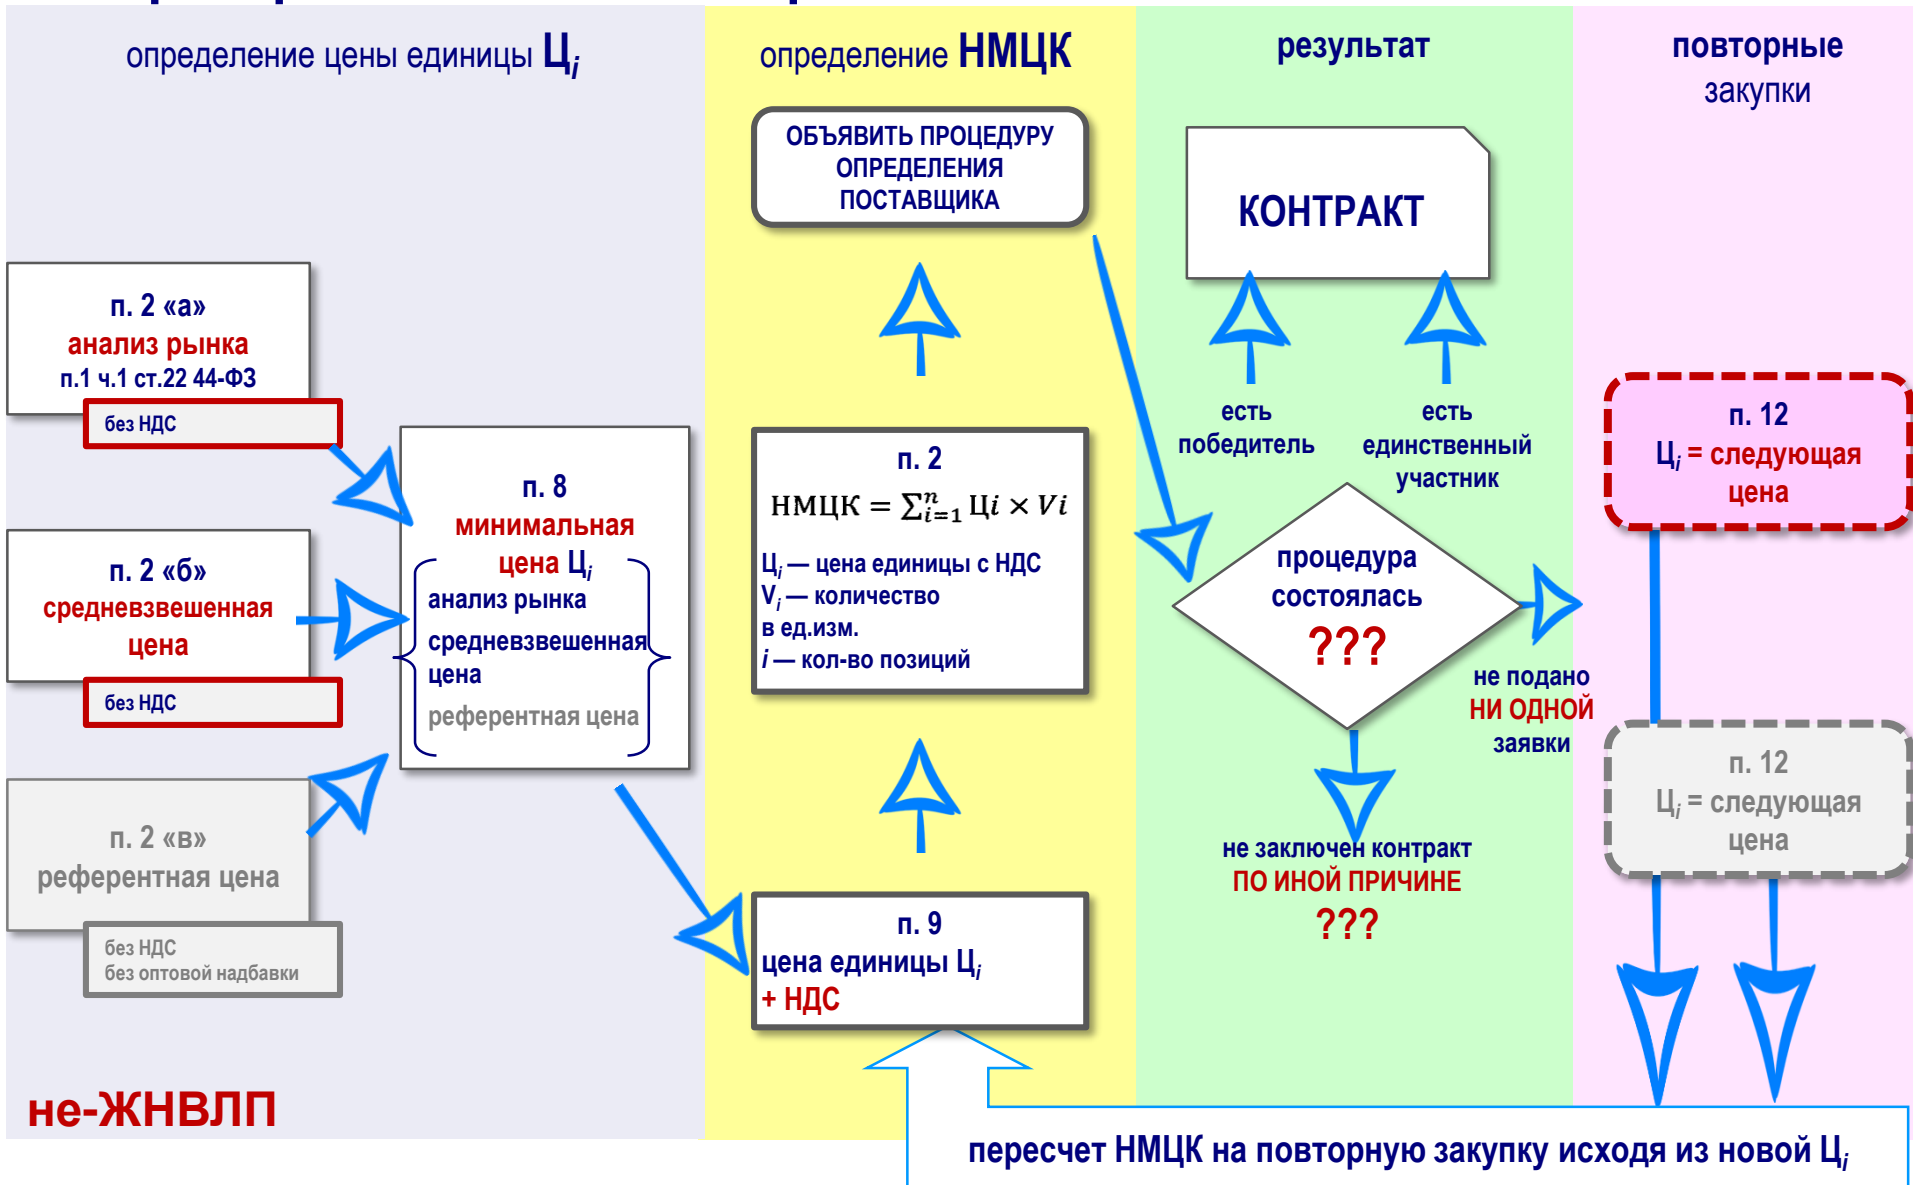 определение цены единицы Цi
определение НМЦК
результат
повторные
закупки
ОБЪЯВИТЬ ПРОЦЕДУРУ
ОПРЕДЕЛЕНИЯ
ПОСТАВЩИКА
КОНТРАКТ
п. 2 «а»
анализ рынка
п.1 ч.1 ст.22 44-ФЗ
без НДС
п. 2 «б»
средневзвешенная
цена
без НДС
п. 2 «в»
референтная цена
без НДС
без оптовой надбавки
п. 8
минимальная
цена Цi
анализ рынка
средневзвешенная
цена
референтная цена
п. 2
НМЦК = ∑ⁿᵢ₌₁ Цi × Vi
Цi — цена единицы с НДС
Vi — количество
в ед.изм.
i — кол-во позиций
п. 9
цена единицы Цi
+ НДС
есть
победитель
есть
единственный
участник
процедура
состоялась
???
не подано
НИ ОДНОЙ
заявки
не заключен контракт
ПО ИНОЙ ПРИЧИНЕ
???
п. 12
Цi = следующая
цена
п. 12
Цi = следующая
цена
не-ЖНВЛП
пересчет НМЦК на повторную закупку исходя из новой Цi